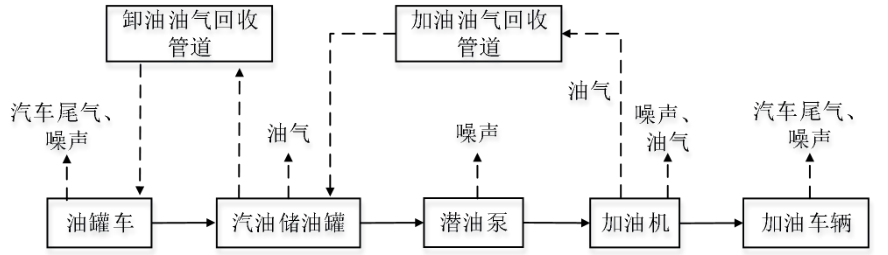 卸油油气回收
管道
加油油气回收
管道
汽车尾气、
噪声
油气
噪声
油气
噪声、
油气
汽车尾气、
噪声
油罐车
汽油储油罐
潜油泵
加油机
加油车辆